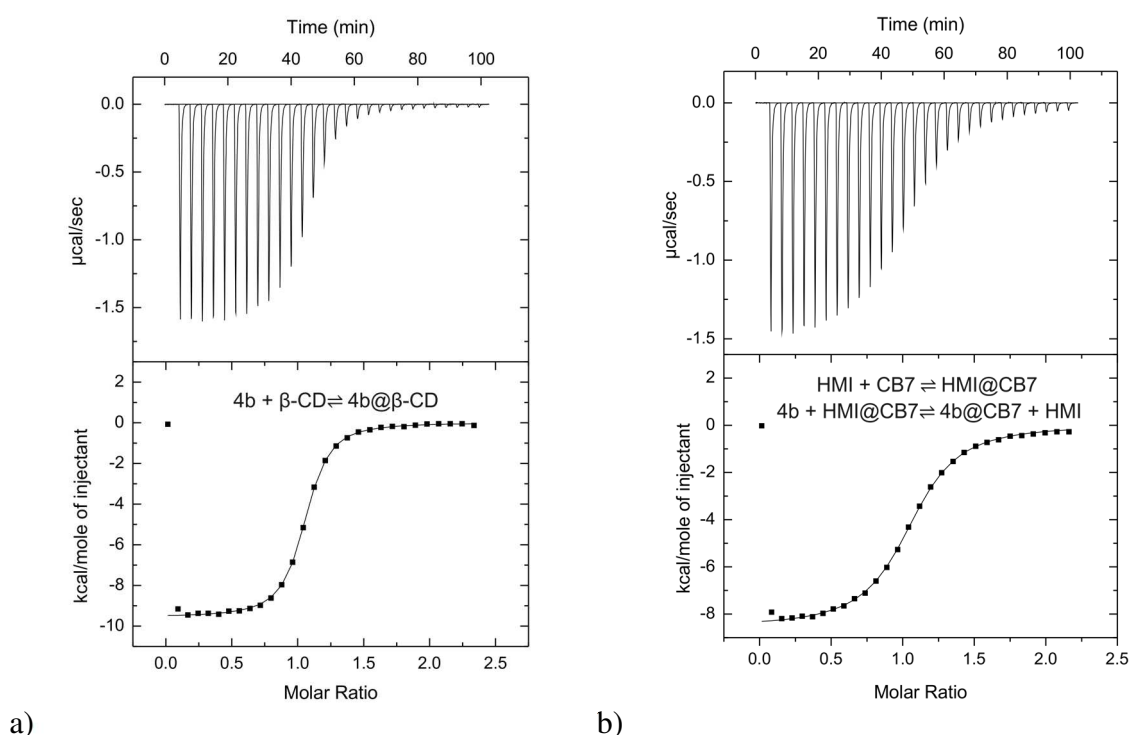 Time (min)
0 20 40 60 80 100
0.0
-0.5
-1.0
-1.5
µcal/sec
2
0
-2
-4
-6
-8
-10
kcal/mole of injectant
4b + β-CD⇌ 4b@β-CD
0.0 0.5 1.0 1.5 2.0 2.5
Molar Ratio
a)
Time (min)
0 20 40 60 80 100
0.0
-0.5
-1.0
-1.5
µcal/sec
2
0
-2
-4
-6
-8
kcal/mole of injectant
HMI + CB7 ⇌ HMI@CB7
4b + HMI@CB7⇌ 4b@CB7 + HMI
0.0 0.5 1.0 1.5 2.0 2.5
Molar Ratio
b)